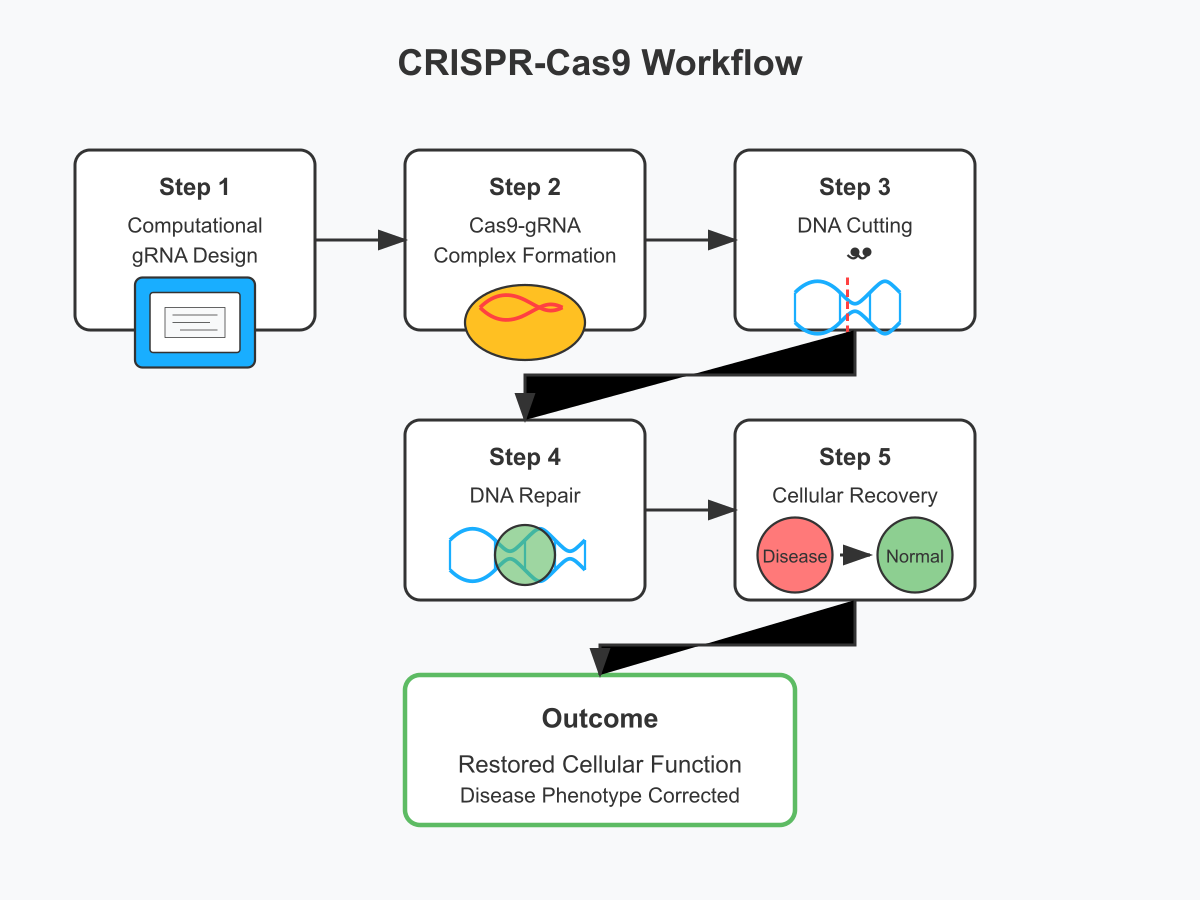 CRISPR-Cas9 Workflow
Step 1
Computational
gRNA Design
Step 2
Cas9-gRNA
Complex Formation
Step 3
DNA Cutting
Step 4
DNA Repair
Step 5
Cellular Recovery
Disease
Normal
Outcome
Restored Cellular Function
Disease Phenotype Corrected